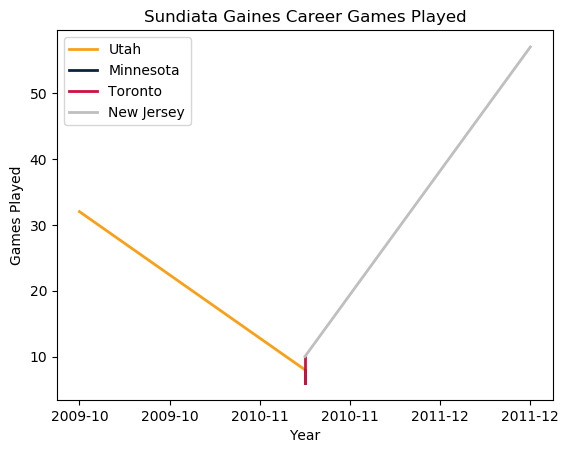 Sundiata Gaines Career Games Played
Utah
Minnesota
Toronto
New Jersey
50
40
30
20
10
Games Played
2009-10 2009-10 2010-11 2010-11 2011-12 2011-12
Year